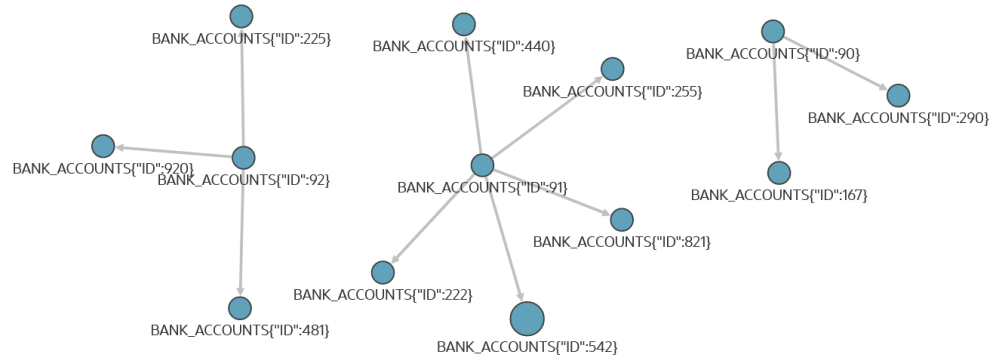 BANK_ACCOUNTS{"ID":225}
BANK_ACCOUNTS{"ID":440}
BANK_ACCOUNTS{"ID":90}
BANK_ACCOUNTS{"ID":255}
BANK_ACCOUNTS{"ID":290}
BANK_ACCOUNTS{"ID":920}
BANK_ACCOUNTS{"ID":92}
BANK_ACCOUNTS{"ID":91}
BANK_ACCOUNTS{"ID":167}
BANK_ACCOUNTS{"ID":821}
BANK_ACCOUNTS{"ID":222}
BANK_ACCOUNTS{"ID":481}
BANK_ACCOUNTS{"ID":542}